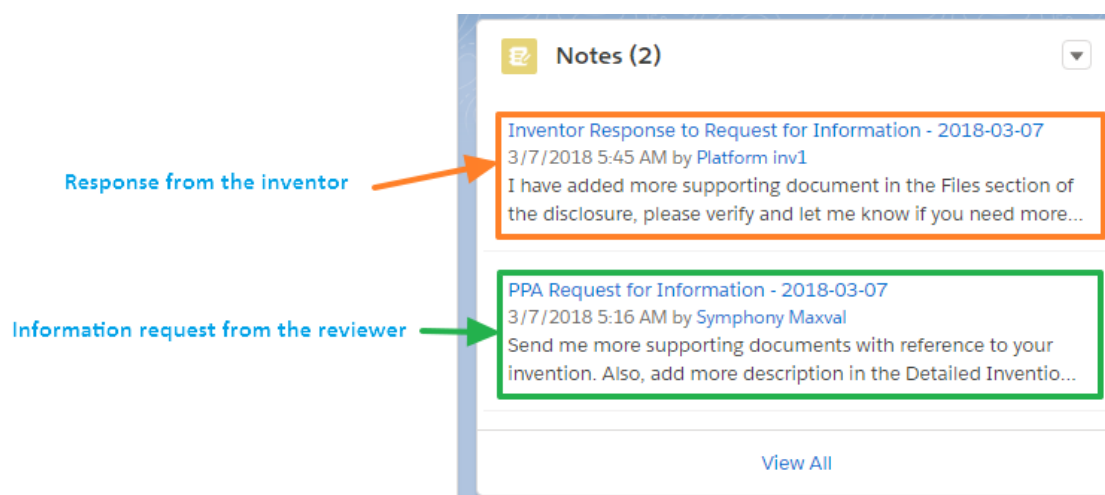 Notes (2)
Inventor Response to Request for Information - 2018-03-07
3/7/2018 5:45 AM by Platform inv1
Response from the inventor
I have added more supporting document in the Files section of
the disclosure, please verify and let me know if you need more...
PPA Request for Information - 2018-03-07
3/7/2018 5:16 AM by Symphony Maxval
Information request from the reviewer
Send me more supporting documents with reference to your
invention. Also, add more description in the Detailed Inventio...
View All